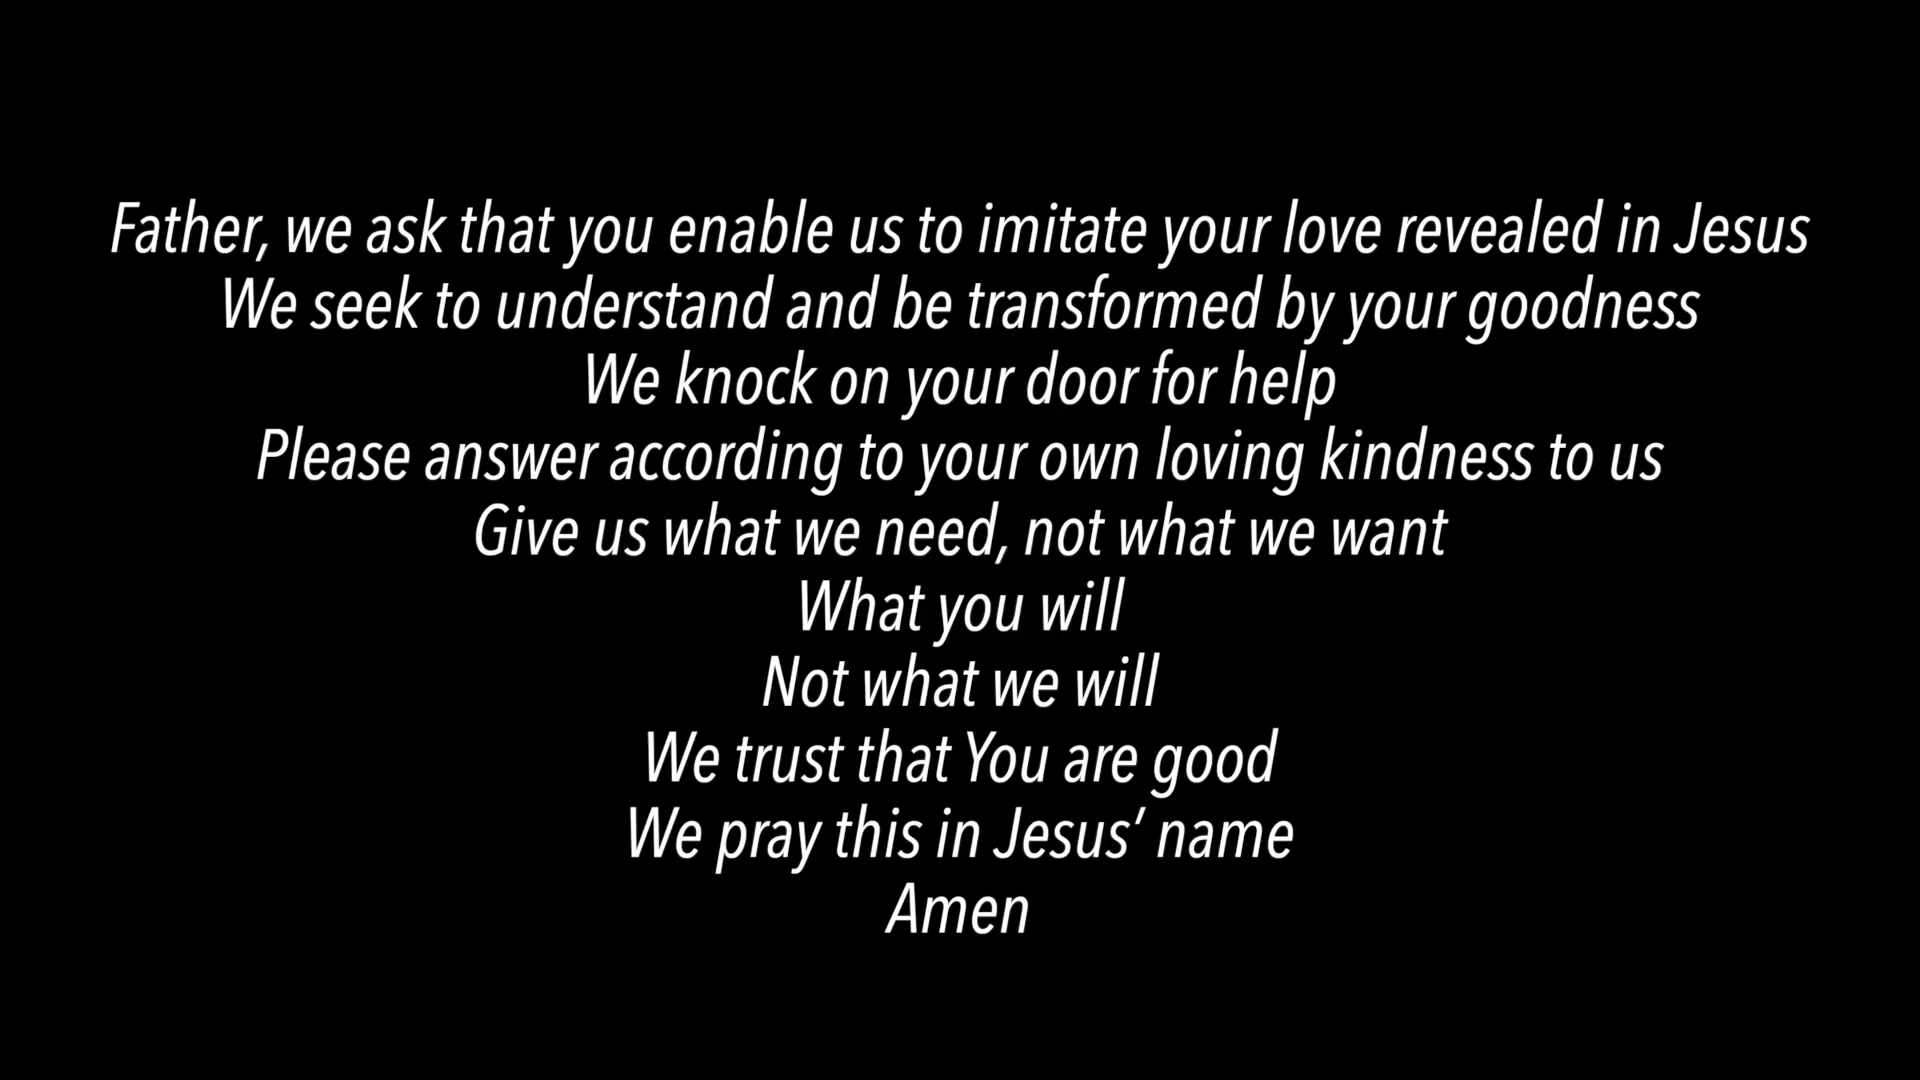 Father, we ask that you enable us to imitate your love revealed in Jesus
We seek to understand and be transformed by your goodness
We knock on your door for help
Please answer according to your own loving kindness to us
Give us what we need, not what we want
What you will
Not what we will
We trust that You are good
We pray this in Jesus’ name
Amen